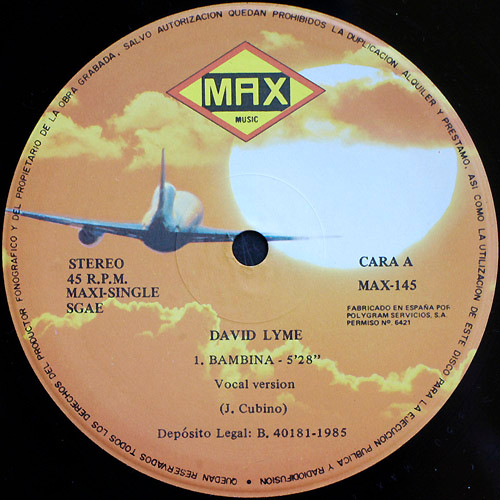 QUEDAN RESERVADOS TODOS LOS DERECHOS DEL PRODUCTOR FONOGRAFICO Y DEL PROPIETARIO DE LA OBRA GRABADA, SALVO AUTORIZACION QUEDAN PROHIBIDOS LA DUPLICACION, ALQUILER Y PRESTAMO, ASI COMO LA UTILIZACION DE ESTE DISCO PARA LA EJECUCION PUBLICA Y RADIODIFUSION
MAX
MUSIC
STEREO
45 R.P.M.
MAXI-SINGLE
SGAE
CARA A
MAX-145
FABRICADO EN ESPAÑA POR
POLYGRAM SERVICIOS, S.A.
PERMISO Nº. 6421
DAVID LYME
1. BAMBINA - 5'28"
Vocal version
(J. Cubino)
Depósito Legal: B. 40181-1985